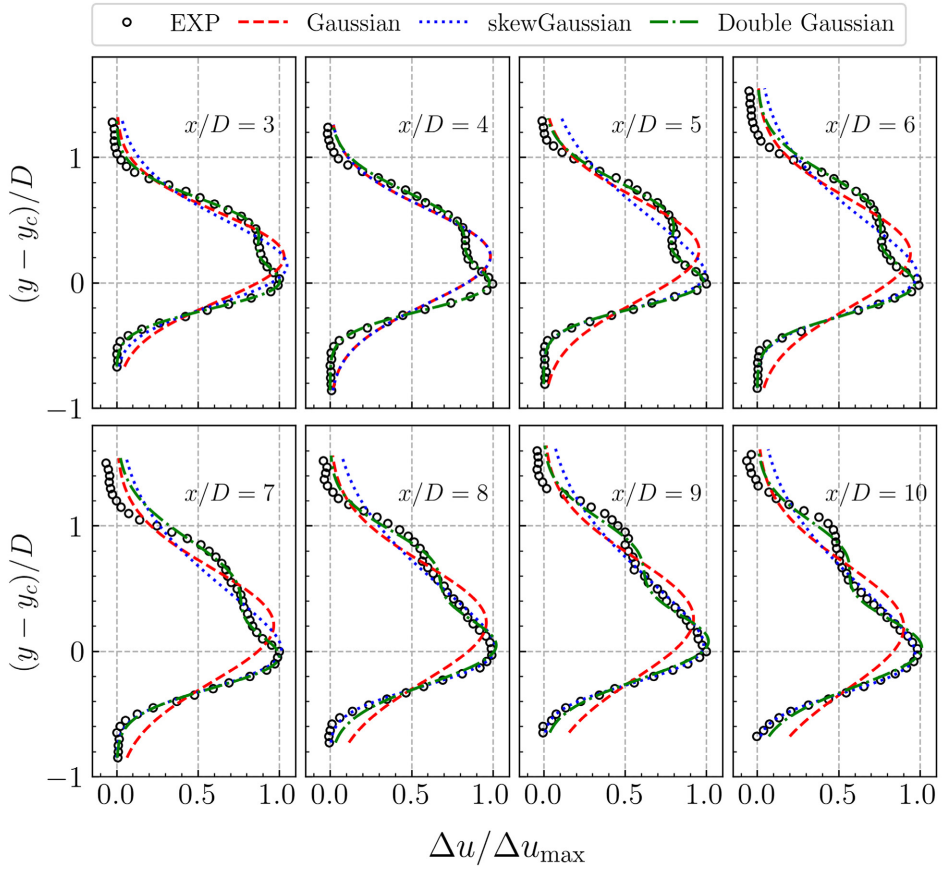 EXP Gaussian skewGaussian Double Gaussian
x/D = 3 x/D = 4 x/D = 5 x/D = 6
(y − y_c)/D
1
0
−1
x/D = 7 x/D = 8 x/D = 9 x/D = 10
(y − y_c)/D
1
0
−1
0.0 0.5 1.0 0.0 0.5 1.0 0.0 0.5 1.0 0.0 0.5 1.0
Δu/Δu_max